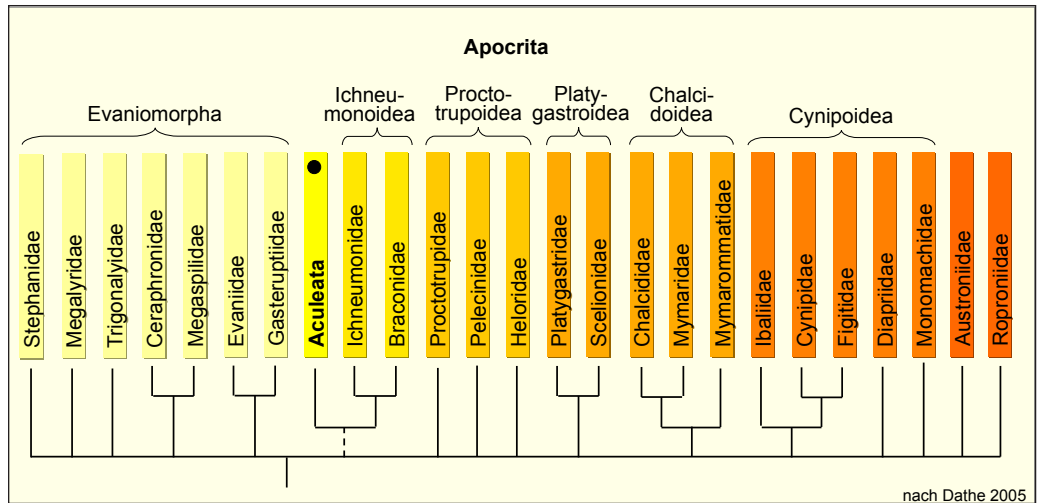 Apocrita
Evaniomorpha
Ichneu-
monoidea
Procto-
trupoidea
Platy-
gastroidea
Chalci-
doidea
Cynipoidea
Stephanidae
Megalyridae
Trigonalyidae
Ceraphronidae
Megaspilidae
Evaniidae
Gasteruptiidae
Aculeata
Ichneumonidae
Braconidae
Proctotrupidae
Pelecinidae
Heloridae
Platygastridae
Scelionidae
Chalcididae
Mymaridae
Mymarommatidae
Ibaliidae
Cynipidae
Figitidae
Diapriidae
Monomachidae
Austroniidae
Roproniidae
nach Dathe 2005